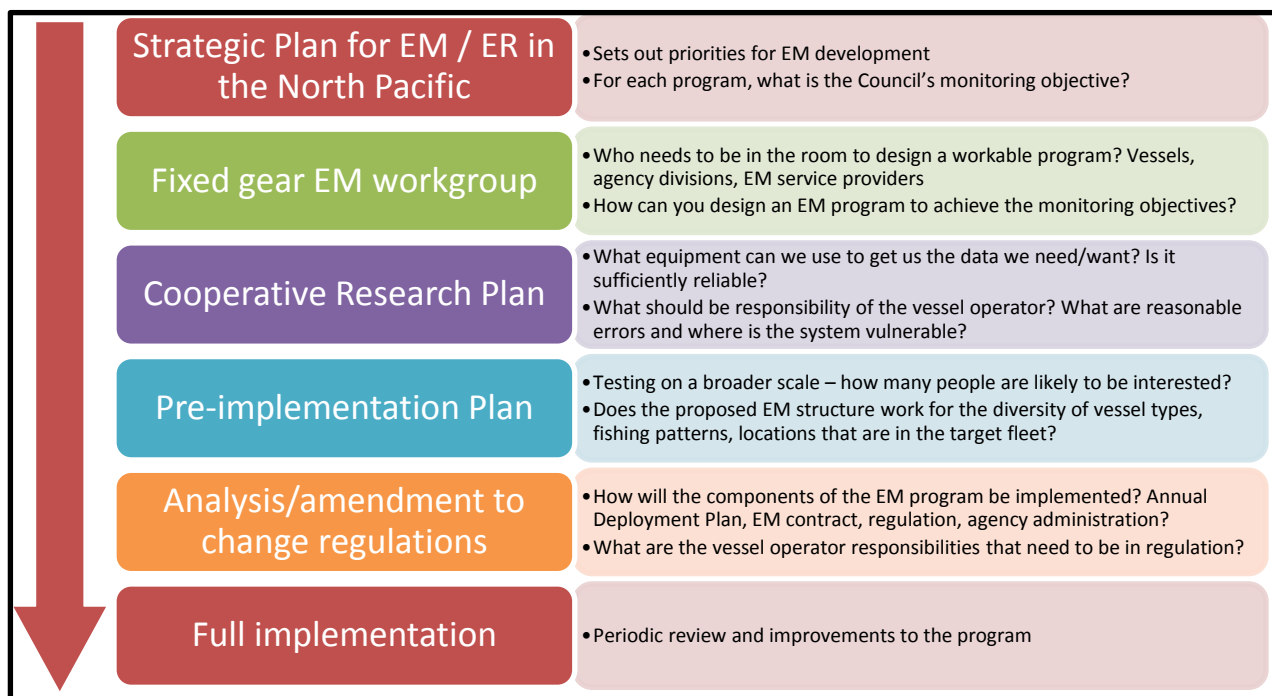 Strategic Plan for EM / ER in
the North Pacific
•Sets out priorities for EM development
•For each program, what is the Council's monitoring objective?
Fixed gear EM workgroup
•Who needs to be in the room to design a workable program? Vessels,
agency divisions, EM service providers
•How can you design an EM program to achieve the monitoring objectives?
Cooperative Research Plan
•What equipment can we use to get us the data we need/want? Is it
sufficiently reliable?
•What should be responsibility of the vessel operator? What are reasonable
errors and where is the system vulnerable?
Pre-implementation Plan
•Testing on a broader scale – how many people are likely to be interested?
•Does the proposed EM structure work for the diversity of vessel types,
fishing patterns, locations that are in the target fleet?
Analysis/amendment to
change regulations
•How will the components of the EM program be implemented? Annual
Deployment Plan, EM contract, regulation, agency administration?
•What are the vessel operator responsibilities that need to be in regulation?
Full implementation
•Periodic review and improvements to the program